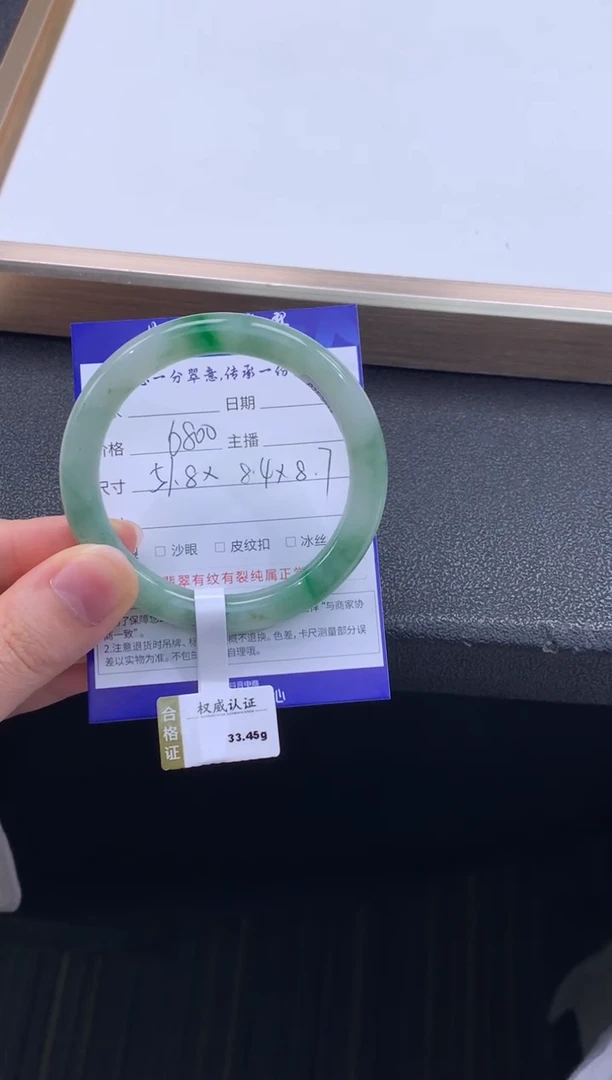 一分翠意,传承一份
日期
价格 6800 主播
尺寸 51.8× 8.4×8.7
沙眼 皮纹扣 冰丝
翡翠有纹有裂纯属正常
"与商家协
商一致"。
2.注意退货时吊牌、
不退换。色差,卡尺测量部分误
差以实物为准。不包
自理哦。
心
合格证
权威认证
33.45g